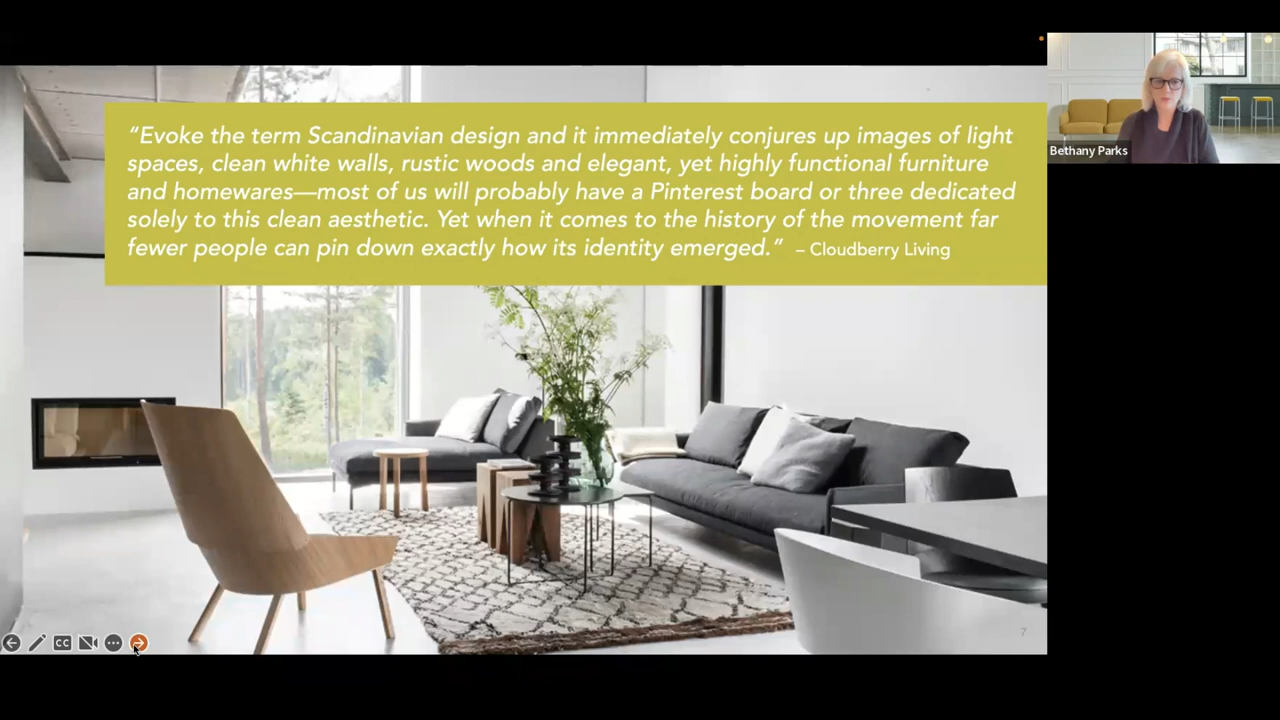 “Evoke the term Scandinavian design and it immediately conjures up images of light
spaces, clean white walls, rustic woods and elegant, yet highly functional furniture
and homewares—most of us will probably have a Pinterest board or three dedicated
solely to this clean aesthetic. Yet when it comes to the history of the movement far
fewer people can pin down exactly how its identity emerged.” – Cloudberry Living
Bethany Parks
CC
7